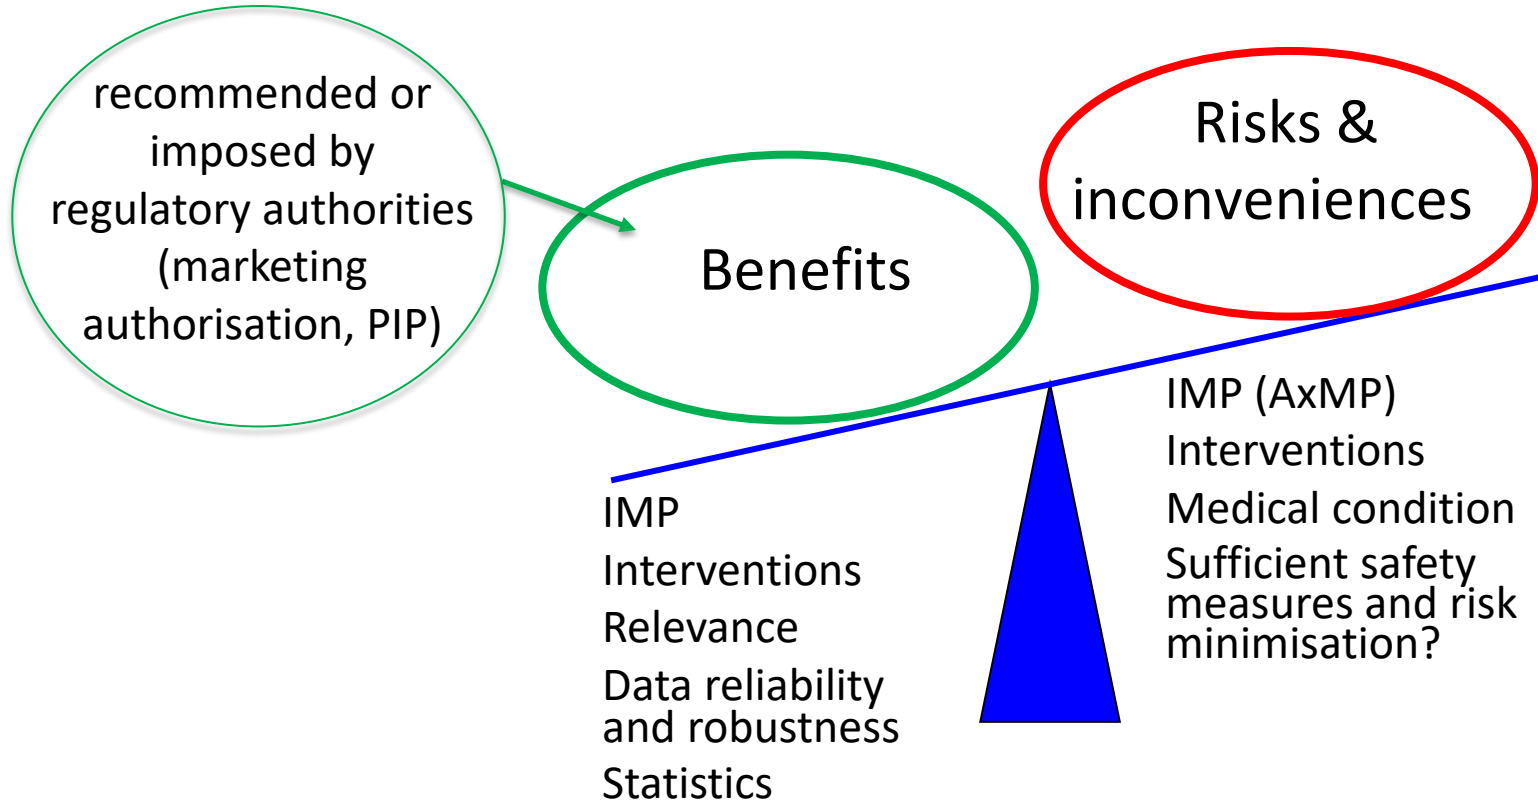 recommended or
imposed by
regulatory authorities
(marketing
authorisation, PIP)
Benefits
Risks &
inconveniences
IMP
Interventions
Relevance
Data reliability
and robustness
Statistics
IMP (AxMP)
Interventions
Medical condition
Sufficient safety
measures and risk
minimisation?